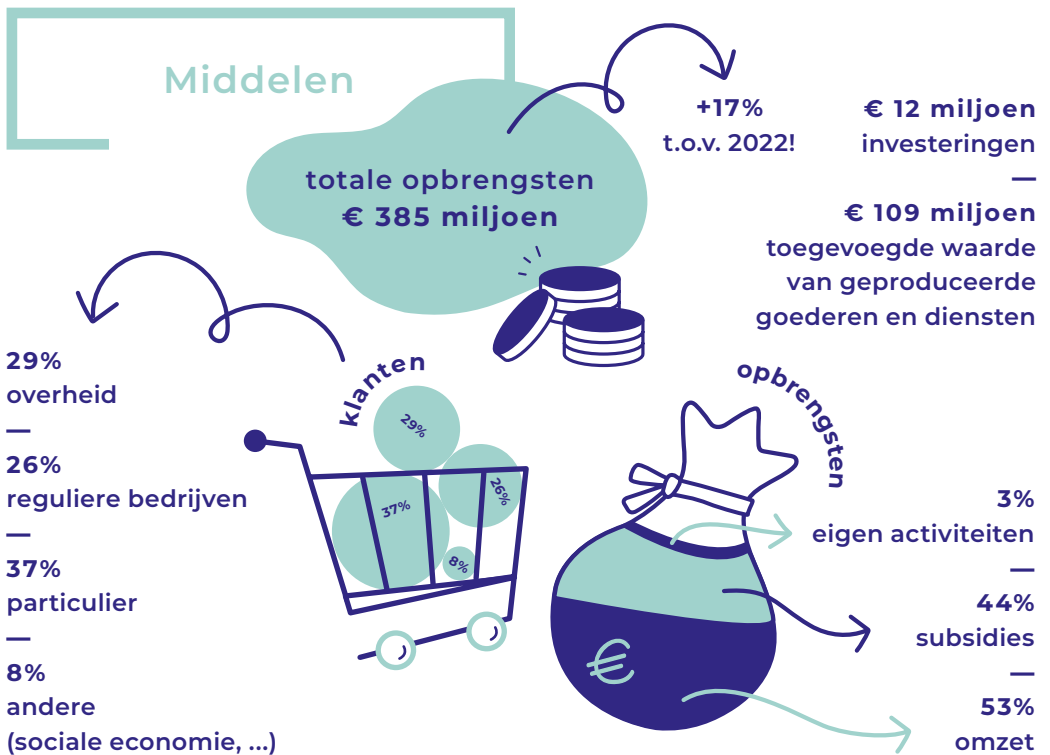 Middelen
totale opbrengsten
€ 385 miljoen
+17%
t.o.v. 2022!
€ 12 miljoen
investeringen
—
€ 109 miljoen
toegevoegde waarde
van geproduceerde
goederen en diensten
29%
overheid
—
26%
reguliere bedrijven
—
37%
particulier
—
8%
andere
(sociale economie, ...)
klanten
29%
26%
37%
8%
opbrengsten
€
3%
eigen activiteiten
—
44%
subsidies
—
53%
omzet